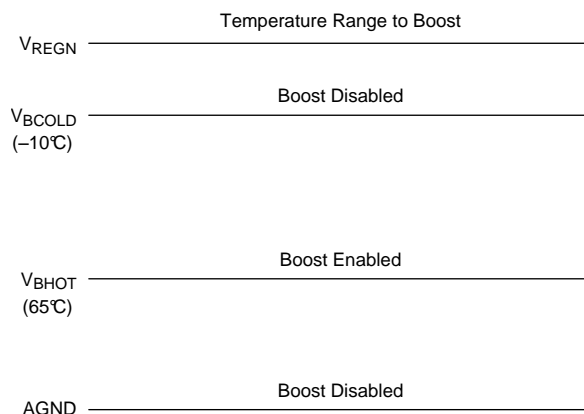 Temperature Range to Boost
VREGN
Boost Disabled
VBCOLD
(–10℃)
Boost Enabled
VBHOT
(65℃)
Boost Disabled
AGND